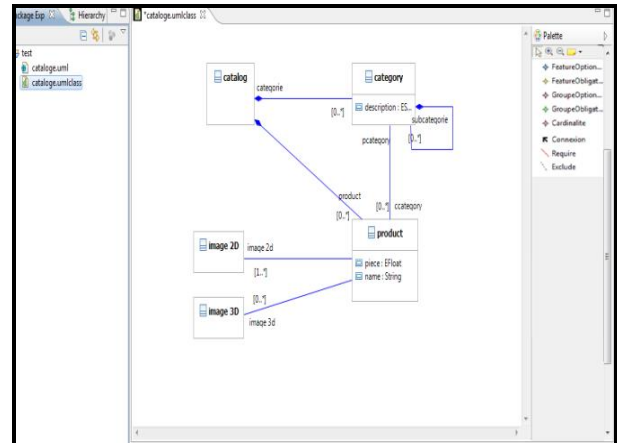 ackage Exp
Hierarchy
*cataloge.umlclass
test
cataloge.uml
cataloge.umlclass
catalog
categorie
category
[0..*]
description : ES...
subcategorie
[0..*]
pcategory
product
[0..*]
[0..*]
ccategory
product
piece : EFloat
name : String
image 2D
image 2d
[1..*]
[0..*]
image 3D
image 3d
Palette
FeatureOption...
FeatureObligat...
GroupeOption...
GroupeObligat...
Cardinalite
Connexion
Require
Exclude